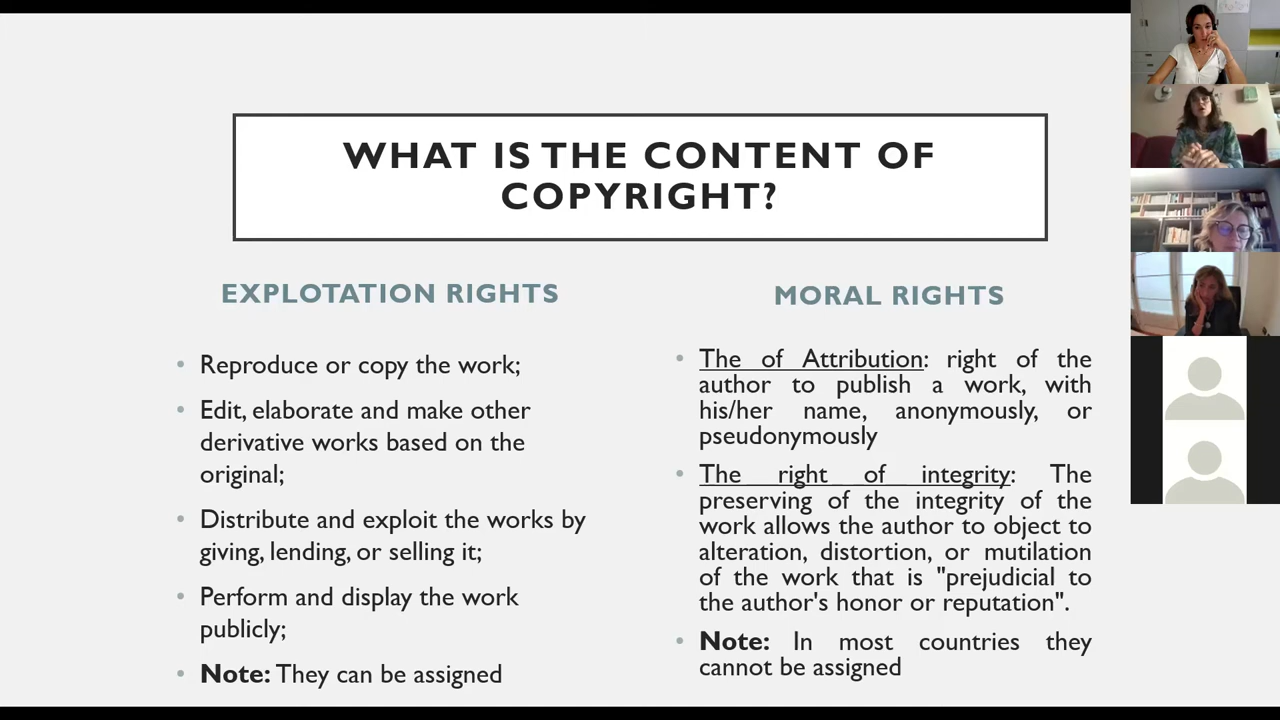 WHAT IS THE CONTENT OF
COPYRIGHT?
EXPLOTATION RIGHTS
• Reproduce or copy the work;
• Edit, elaborate and make other
derivative works based on the
original;
• Distribute and exploit the works by
giving, lending, or selling it;
• Perform and display the work
publicly;
• Note: They can be assigned
MORAL RIGHTS
• The of Attribution: right of the
author to publish a work, with
his/her name, anonymously, or
pseudonymously
• The right of integrity: The
preserving of the integrity of the
work allows the author to object to
alteration, distortion, or mutilation
of the work that is "prejudicial to
the author's honor or reputation".
• Note: In most countries they
cannot be assigned